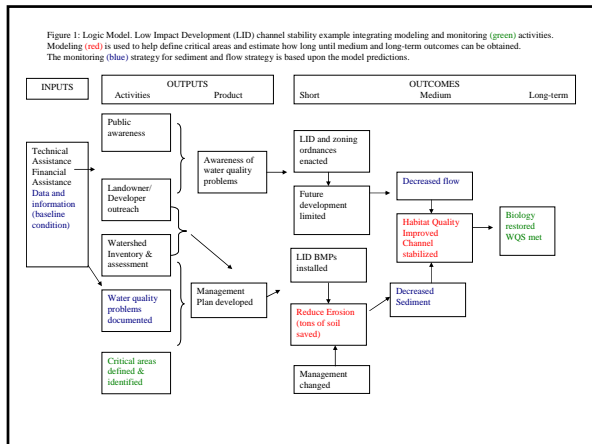 Figure 1: Logic Model. Low Impact Development (LID) channel stability example integrating modeling and monitoring (green) activities.
Modeling (red) is used to help define critical areas and estimate how long until medium and long-term outcomes can be obtained.
The monitoring (blue) strategy for sediment and flow strategy is based upon the model predictions.
INPUTS
OUTPUTS
Activities Product
OUTCOMES
Short Medium Long-term
Technical
Assistance
Financial
Assistance
Data and
information
(baseline
condition)
Public
awareness
Landowner/
Developer
outreach
Watershed
Inventory &
assessment
Water quality
problems
documented
Critical areas
defined &
identified
Awareness of
water quality
problems
Management
Plan developed
LID and zoning
ordnances
enacted
Future
development
limited
LID BMPs
installed
Reduce Erosion
(tons of soil
saved)
Management
changed
Decreased flow
Habitat Quality
Improved
Channel
stabilized
Decreased
Sediment
Biology
restored
WQS met